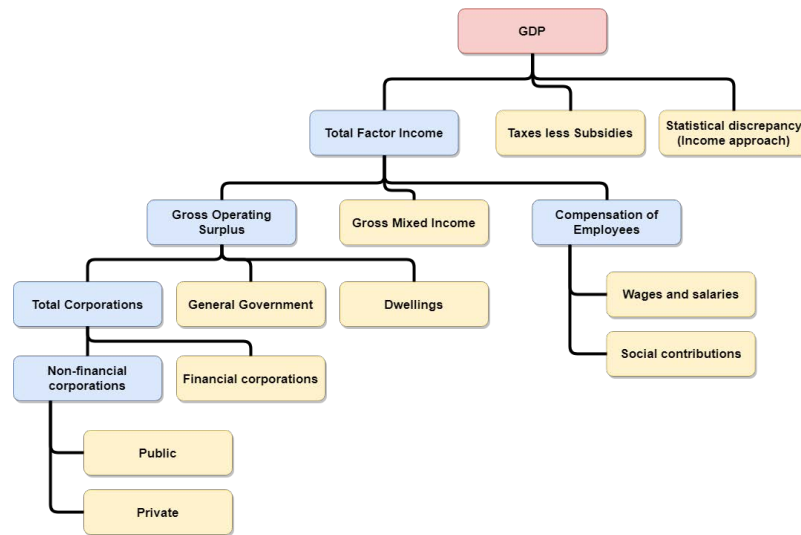 GDP
Total Factor Income
Taxes less Subsidies
Statistical discrepancy
(Income approach)
Gross Operating
Surplus
Gross Mixed Income
Compensation of
Employees
Total Corporations
General Government
Dwellings
Wages and salaries
Social contributions
Non-financial
corporations
Financial corporations
Public
Private